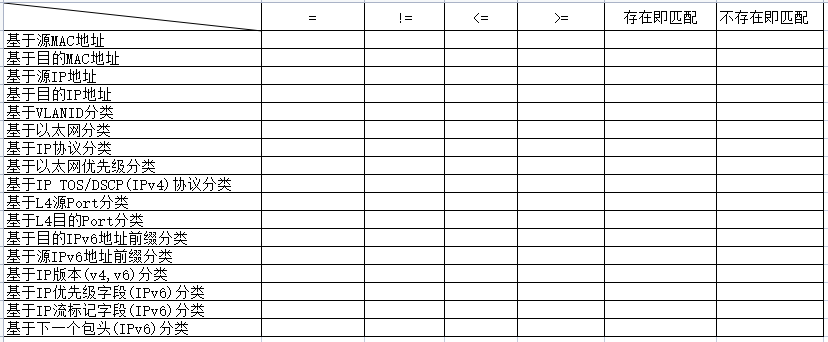 = != <= >= 存在即匹配 不存在即匹配
基于源MAC地址
基于目的MAC地址
基于源IP地址
基于目的IP地址
基于VLANID分类
基于以太网分类
基于IP协议分类
基于以太网优先级分类
基于IP TOS/DSCP(IPv4)协议分类
基于L4源Port分类
基于L4目的Port分类
基于目的IPv6地址前缀分类
基于源IPv6地址前缀分类
基于IP版本(v4,v6)分类
基于IP优先级字段(IPv6)分类
基于IP流标记字段(IPv6)分类
基于下一个包头(IPv6)分类